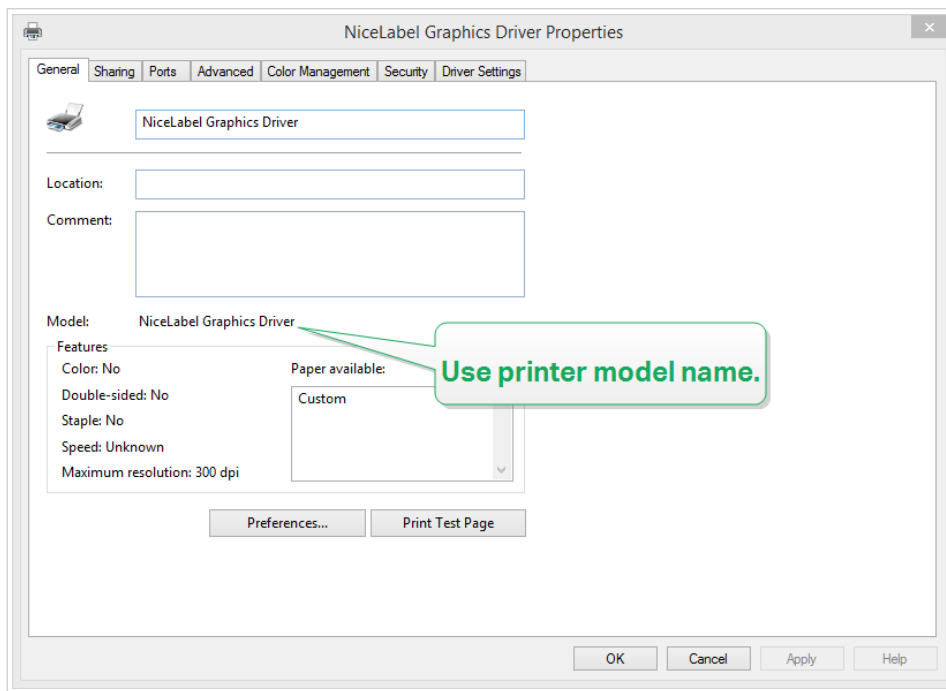 NiceLabel Graphics Driver Properties
General Sharing Ports Advanced Color Management Security Driver Settings
NiceLabel Graphics Driver
Location:
Comment:
Model: NiceLabel Graphics Driver
Use printer model name.
Features
Color: No
Paper available:
Double-sided: No
Custom
Staple: No
Speed: Unknown
Maximum resolution: 300 dpi
Preferences... Print Test Page
OK Cancel Apply Help